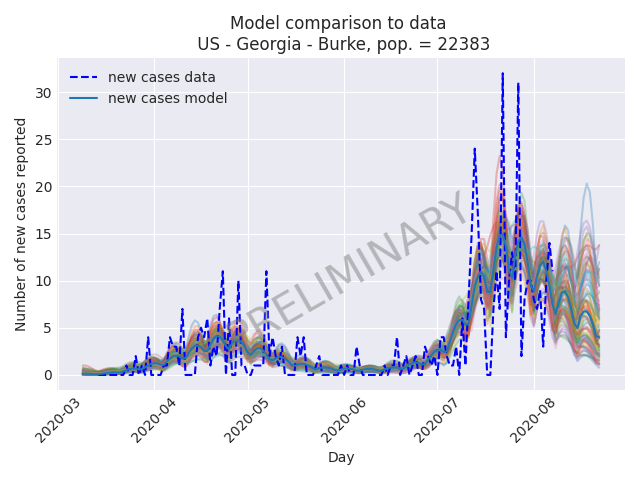 Model comparison to data
US - Georgia - Burke, pop. = 22383
new cases data
new cases model
Number of new cases reported
30
25
20
15
10
5
0
PRELIMINARY
2020-03
2020-04
2020-05
2020-06
2020-07
2020-08
Day